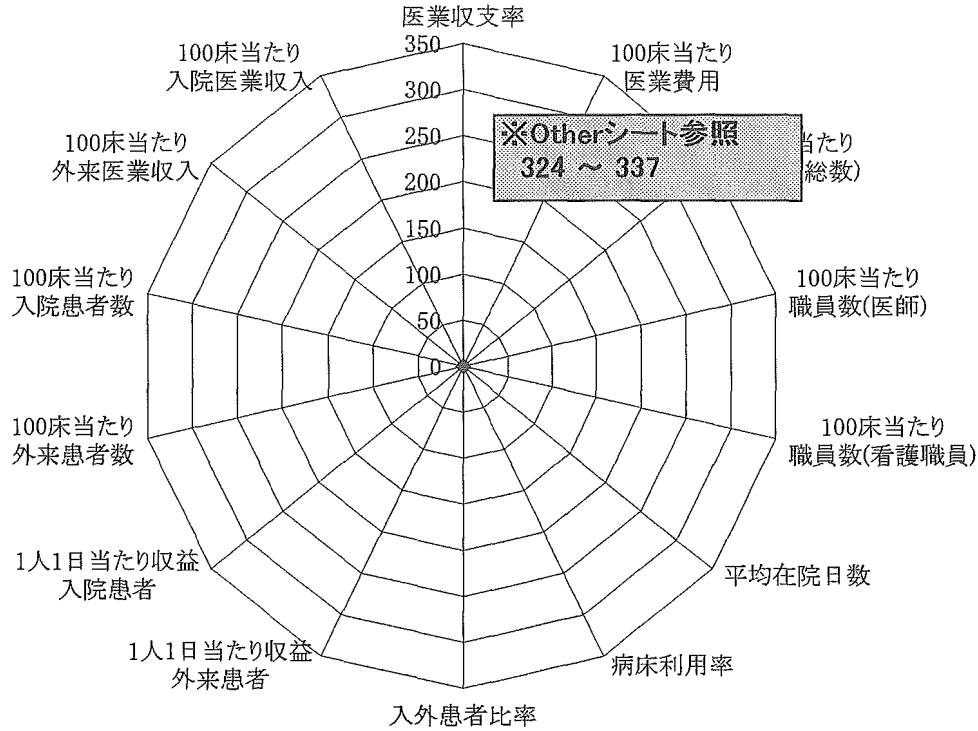 医業収支率
100床当たり
医業費用
※Otherシート参照
324 ～ 337
当たり
総数)
100床当たり
職員数(医師)
100床当たり
職員数(看護職員)
平均在院日数
病床利用率
入外患者比率
1人1日当たり収益
外来患者
1人1日当たり収益
入院患者
100床当たり
外来患者数
100床当たり
入院患者数
100床当たり
外来医業収入
100床当たり
入院医業収入
350
300
250
200
150
100
50
0